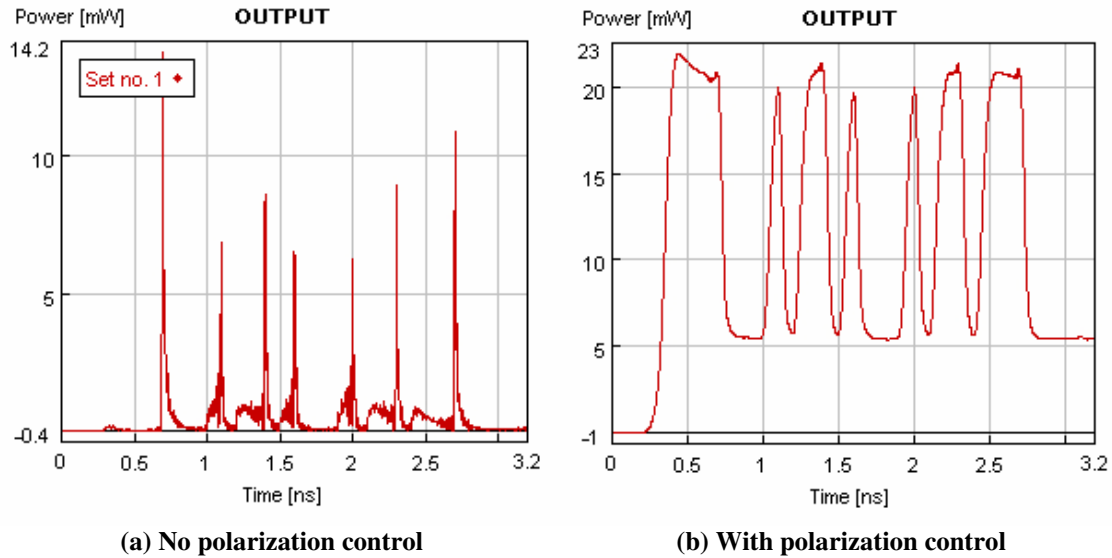 Power [mW] OUTPUT
14.2
Set no. 1
10
5
-0.4
0 0.5 1 1.5 2 2.5 3.2
Time [ns]
(a) No polarization control
Power [mW] OUTPUT
23
20
15
10
5
-1
0 0.5 1 1.5 2 2.5 3.2
Time [ns]
(b) With polarization control